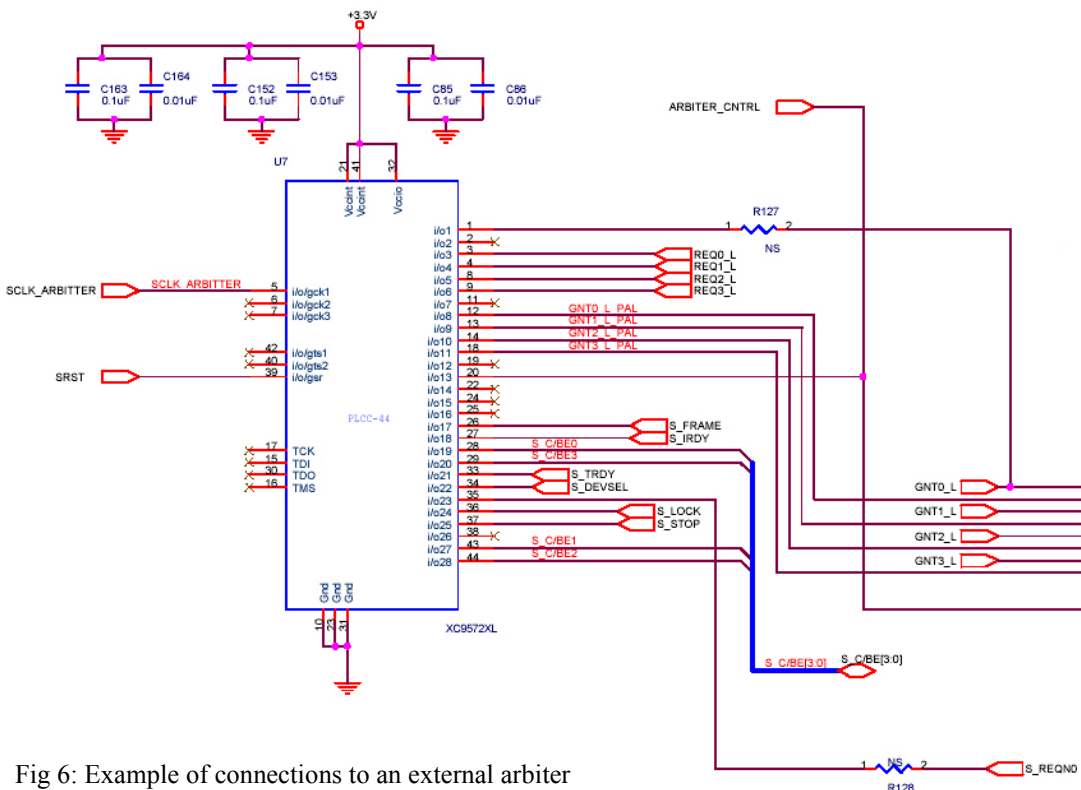 +3.3V
C163
0.1uF
C164
0.01uF
C152
0.1uF
C153
0.01uF
C85
0.1uF
C86
0.01uF
ARBITER_CNTRL
U7
21
41
32
Vccint
Vccint
Vccio
R127
1
2
NS
i/o1 1
i/o2 2
i/o3 3 REQ0_L
i/o4 4 REQ1_L
i/o5 8 REQ2_L
i/o6 9 REQ3_L
i/o7 11
i/o8 12 GNT0_L_PAL
i/o9 13 GNT1_L_PAL
i/o10 14 GNT2_L_PAL
i/o11 18 GNT3_L_PAL
i/o12 19
i/o13 20
i/o14 22
i/o15 24
i/o16 25
i/o17 26 S_FRAME
i/o18 27 S_IRDY
i/o19 28 S_C/BE0
i/o20 29 S_C/BE3
i/o21 33 S_TRDY
i/o22 34 S_DEVSEL
i/o23 35
i/o24 36 S_LOCK
i/o25 37 S_STOP
i/o26 38
i/o27 43 S_C/BE1
i/o28 44 S_C/BE2
SCLK_ARBITTER SCLK_ARBITTER 5 i/o/gck1
6 i/o/gck2
7 i/o/gck3
42 i/o/gts1
40 i/o/gts2
SRST 39 i/o/gsr
PLCC-44
17 TCK
15 TDI
30 TDO
16 TMS
Gnd
Gnd
Gnd
10
23
31
XC9572XL
GNT0_L
GNT1_L
GNT2_L
GNT3_L
S_C/BE[3:0] S_C/BE[3:0]
1 NS 2 S_REQN0
R128
Fig 6: Example of connections to an external arbiter